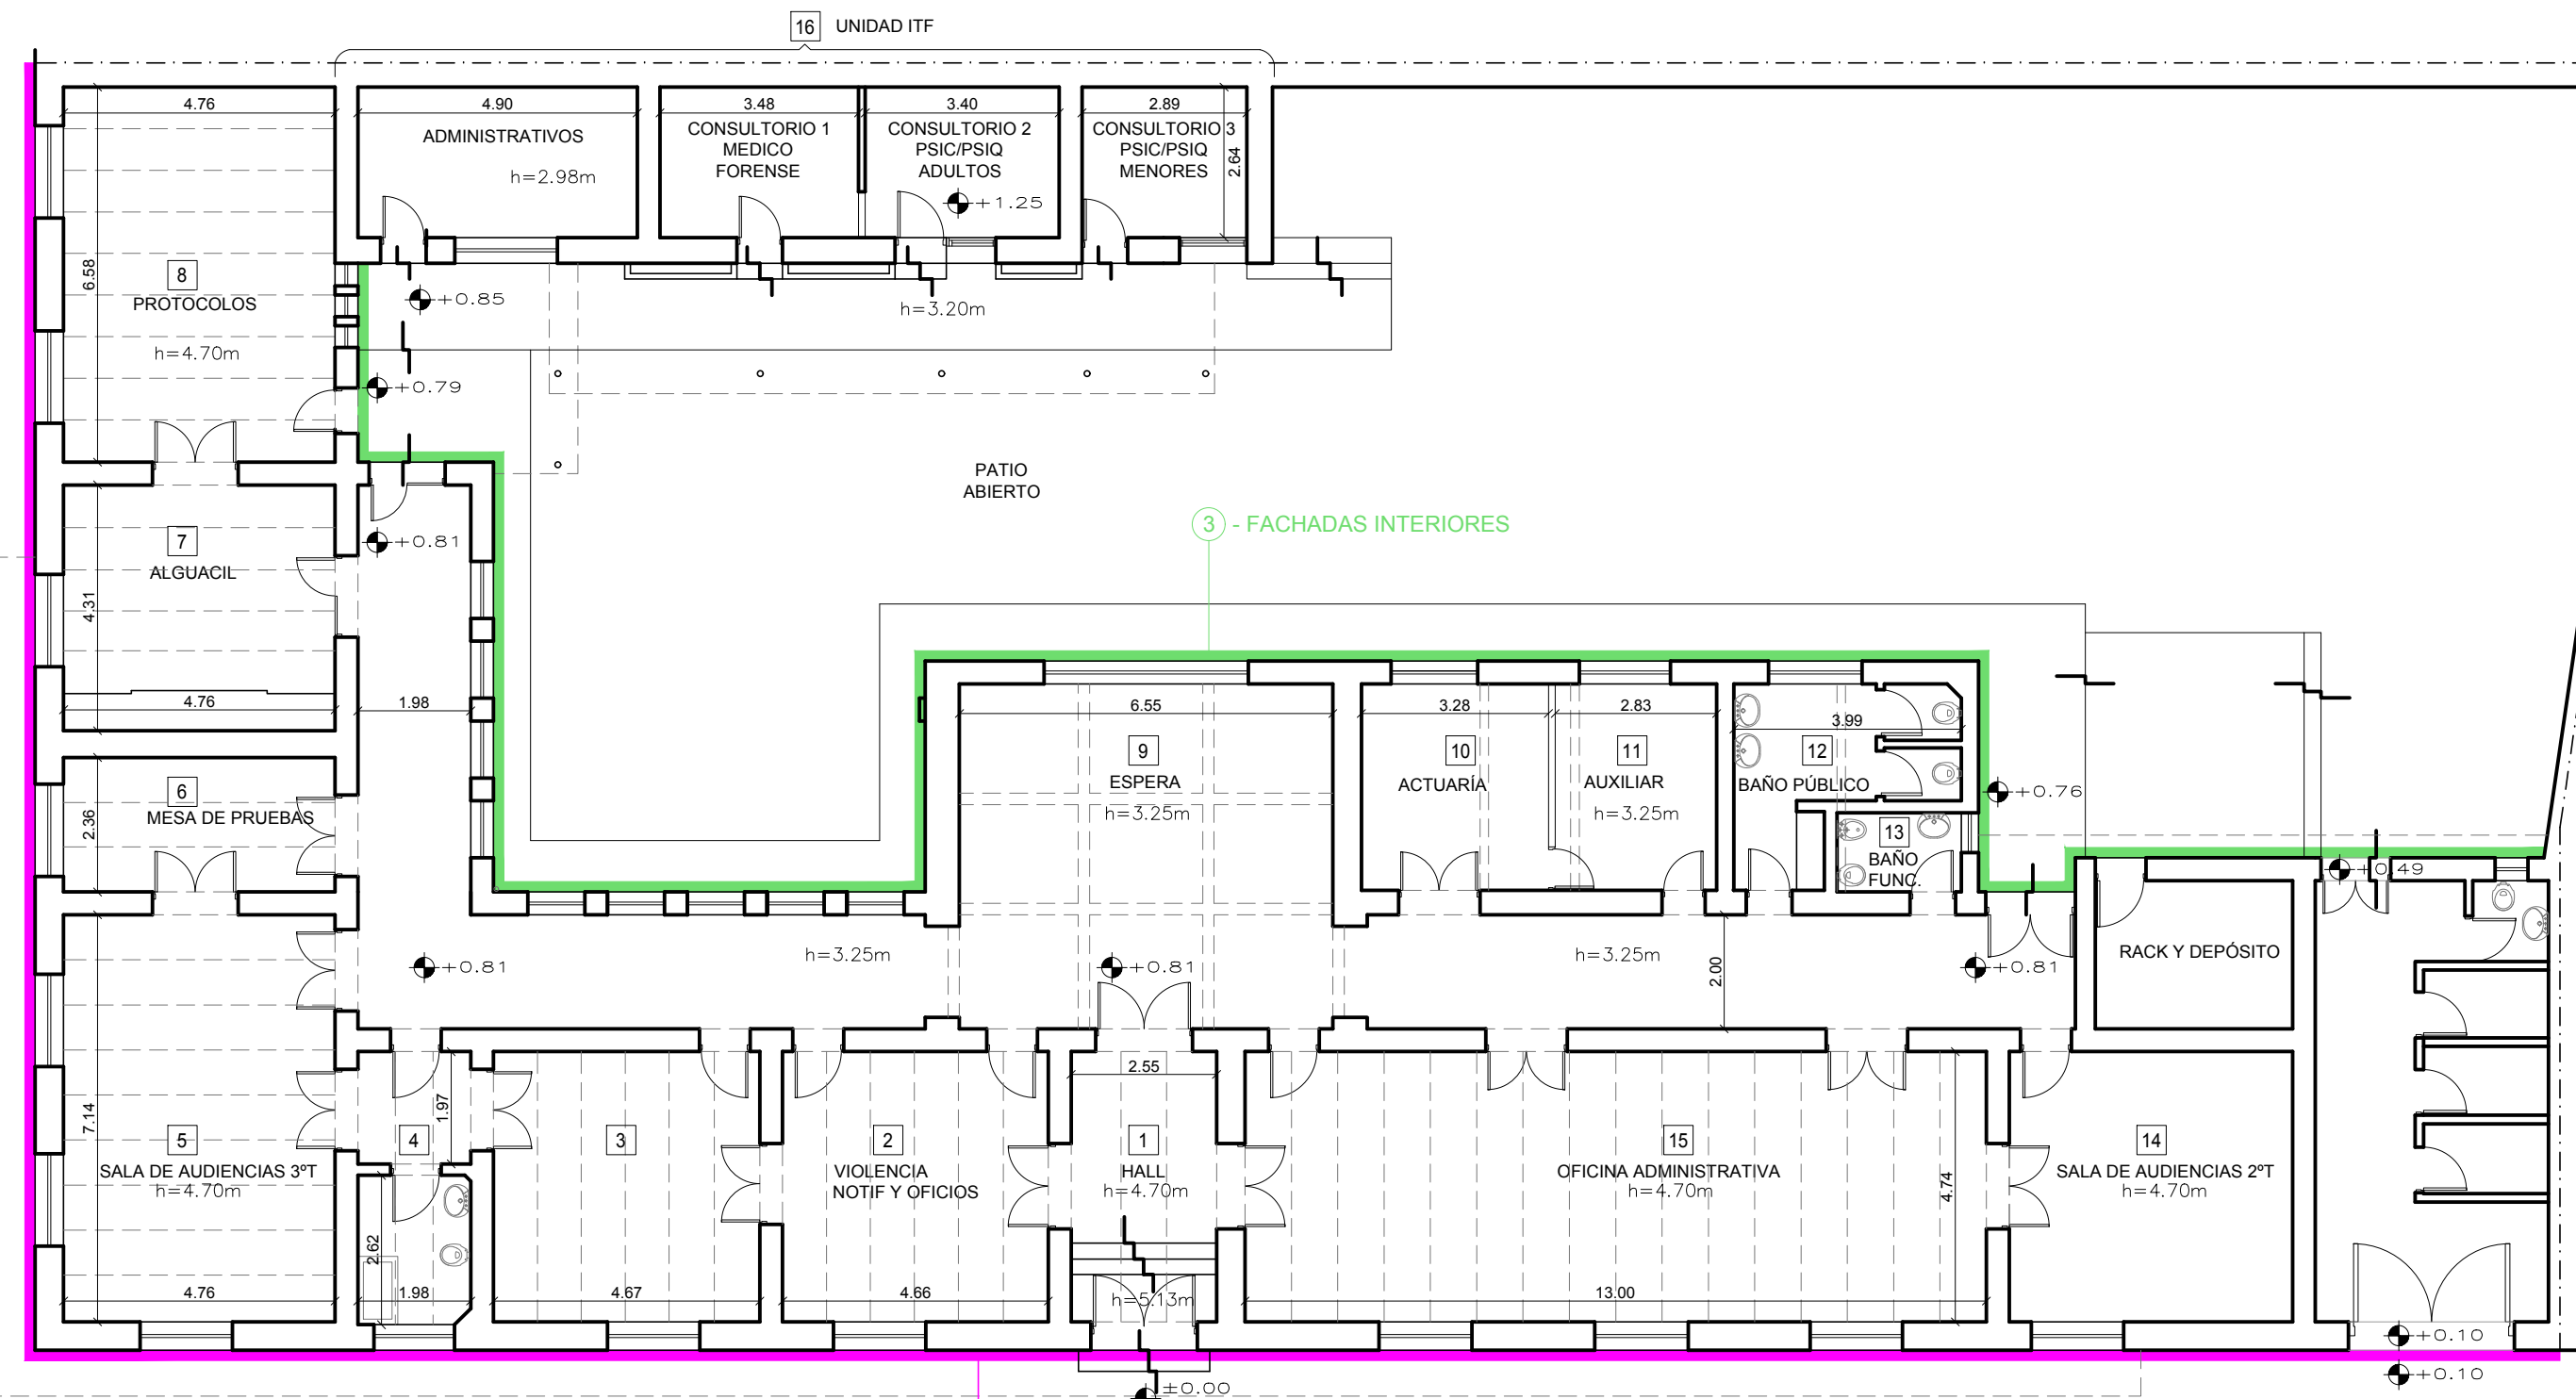 16 UNIDAD ITF
4.76
4.90
3.48
3.40
2.89
ADMINISTRATIVOS
h=2.98m
CONSULTORIO 1
MEDICO
FORENSE
CONSULTORIO 2
PSIC/PSIQ
ADULTOS
+1.25
CONSULTORIO 3
PSIC/PSIQ
MENORES
2.64
6.58
8
PROTOCOLOS
h=4.70m
+0.85
h=3.20m
+0.79
PATIO
ABIERTO
3 - FACHADAS INTERIORES
+0.81
7
ALGUACIL
4.31
4.76
1.98
6
MESA DE PRUEBAS
2.36
6.55
9
ESPERA
h=3.25m
3.28
10
ACTUARÍA
2.83
11
AUXILIAR
h=3.25m
3.99
12
BAÑO PÚBLICO
13
BAÑO
FUNC.
+0.76
+0.49
+0.81
h=3.25m
+0.81
h=3.25m
2.00
+0.81
RACK Y DEPÓSITO
7.14
5
SALA DE AUDIENCIAS 3ºT
h=4.70m
4.76
4
1.97
2.62
1.98
3
4.67
2
VIOLENCIA
NOTIF Y OFICIOS
4.66
2.55
1
HALL
h=4.70m
h=5.13m
15
OFICINA ADMINISTRATIVA
h=4.70m
13.00
4.74
14
SALA DE AUDIENCIAS 2ºT
h=4.70m
+0.10
+0.10
±0.00